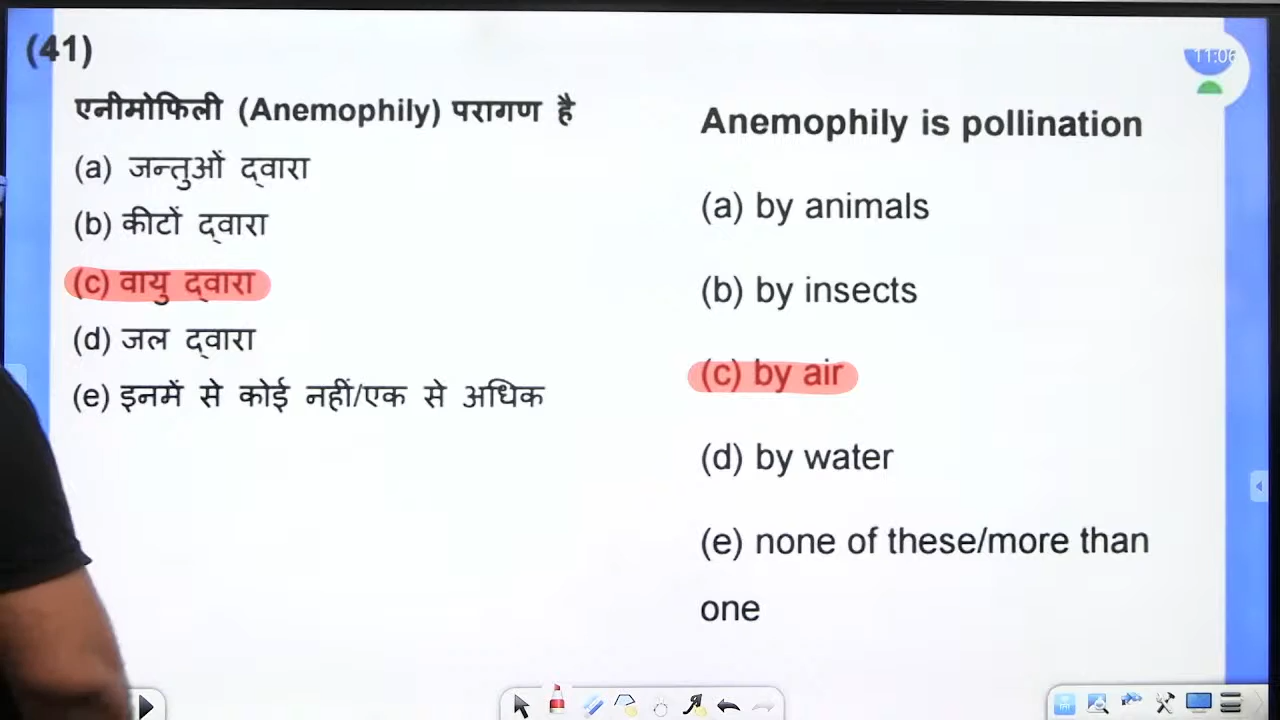 (41)
एनीमोफिली (Anemophily) परागण है
(a) जन्तुओं द्वारा
(b) कीटों द्वारा
(c) वायु द्वारा
(d) जल द्वारा
(e) इनमें से कोई नहीं/एक से अधिक
Anemophily is pollination
(a) by animals
(b) by insects
(c) by air
(d) by water
(e) none of these/more than
one
11:06